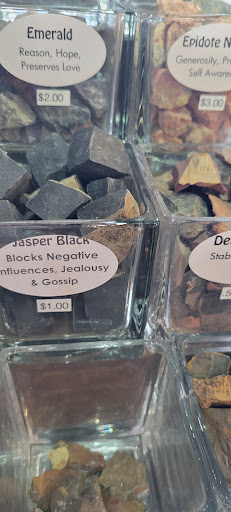 Emerald
Reason, Hope,
Preserves Love
$2.00
Epidote
Generosity,
Self
$3.00
Jasper Black
Blocks Negative
Influences, Jealousy
& Gossip
$1.00